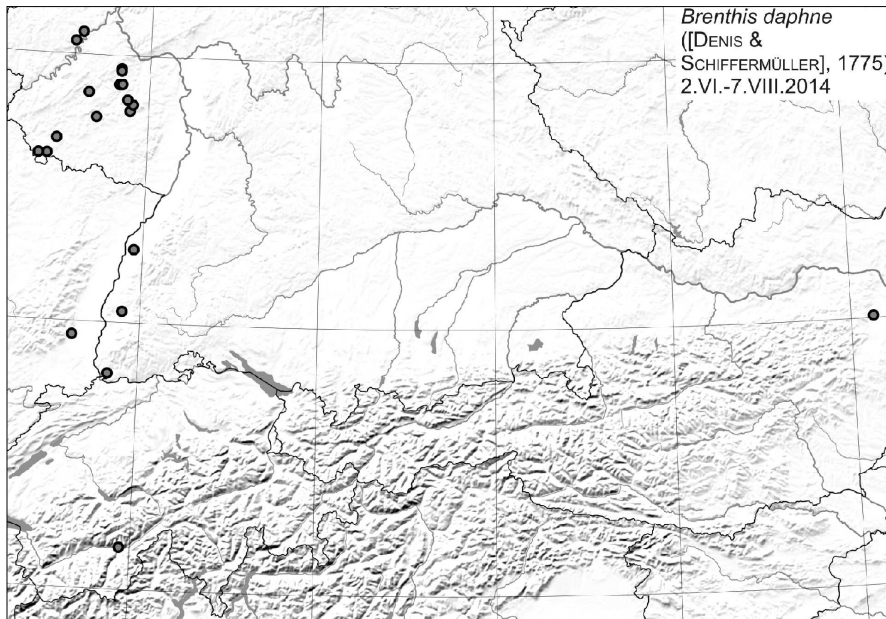 Brenthis daphne
([DENIS &
SCHIFFERMÜLLER], 1775)
2.VI.-7.VIII.2014